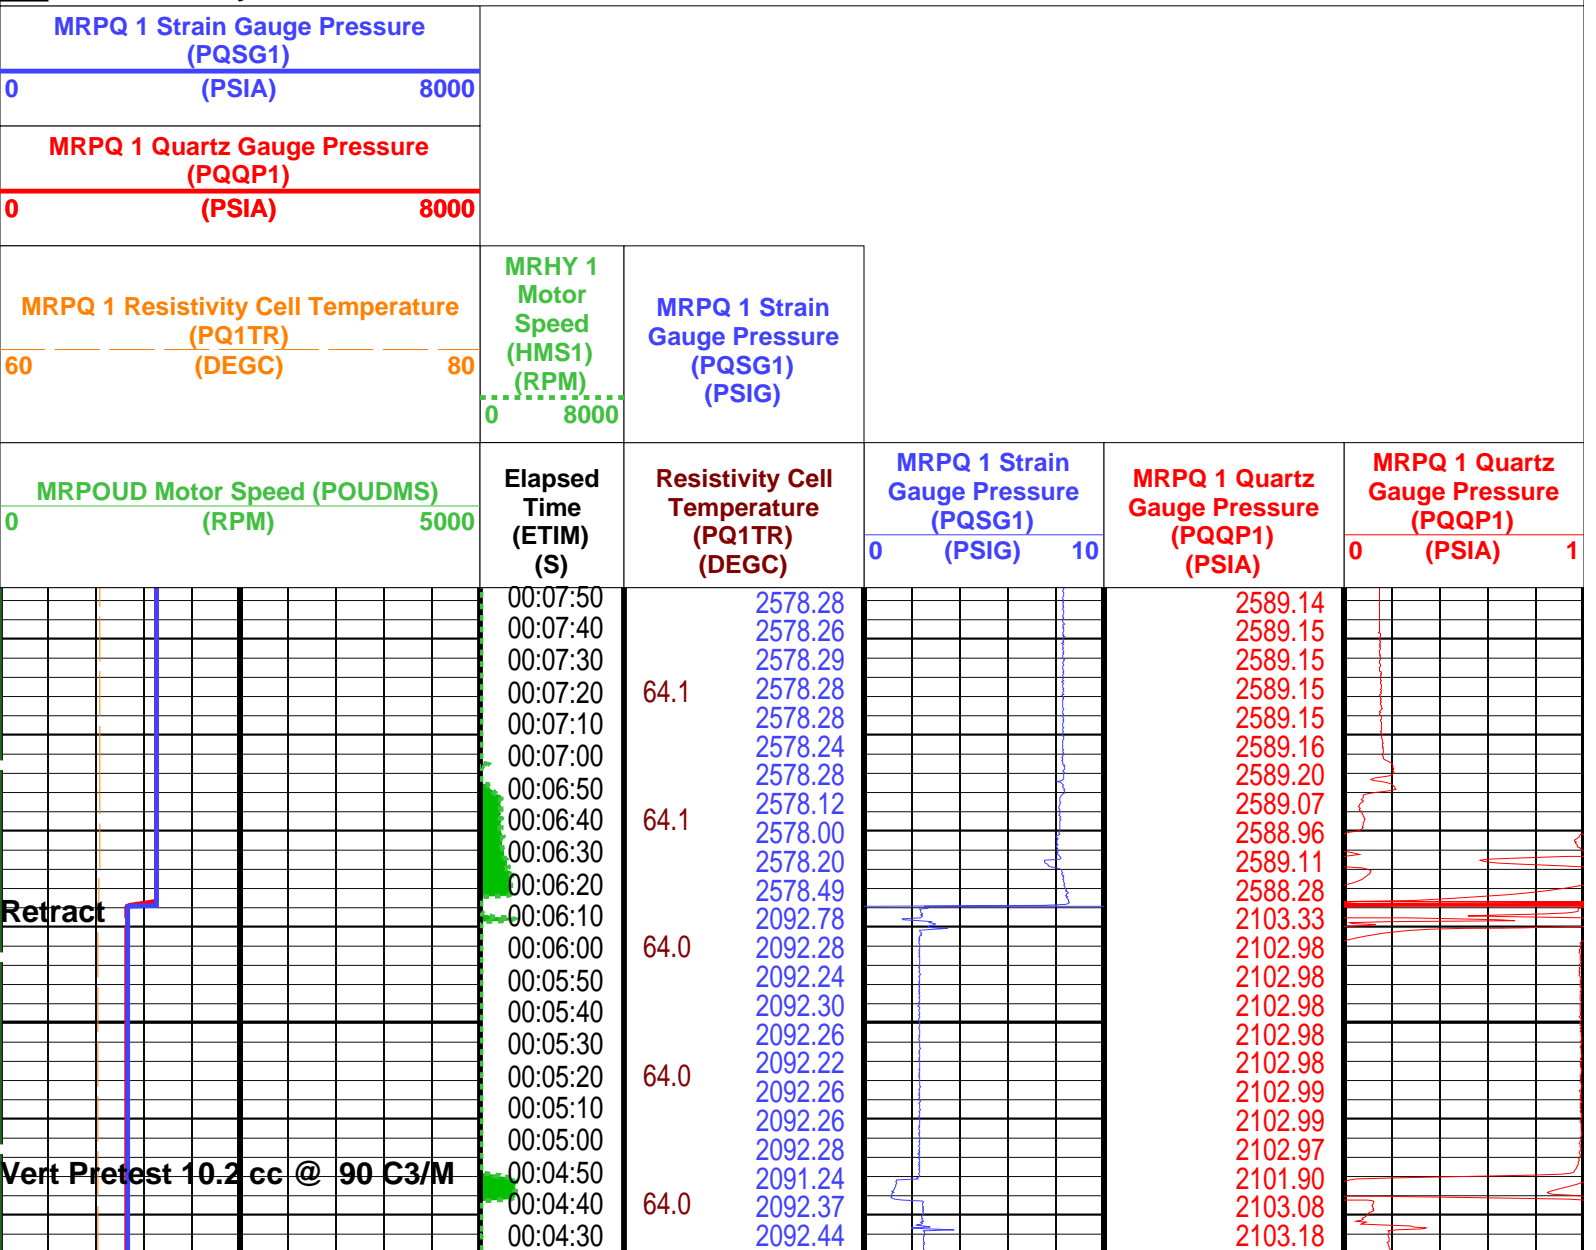 MRPQ 1 Strain Gauge Pressure
(PQSG1)
0 (PSIA) 8000
MRPQ 1 Quartz Gauge Pressure
(PQQP1)
0 (PSIA) 8000
MRPQ 1 Resistivity Cell Temperature
(PQ1TR)
60 (DEGC) 80
MRHY 1
Motor
Speed
(HMS1)
(RPM)
0 8000
MRPQ 1 Strain
Gauge Pressure
(PQSG1)
(PSIG)
MRPOUD Motor Speed (POUDMS)
0 (RPM) 5000
Elapsed
Time
(ETIM)
(S)
Resistivity Cell
Temperature
(PQ1TR)
(DEGC)
MRPQ 1 Strain
Gauge Pressure
(PQSG1)
0 (PSIG) 10
MRPQ 1 Quartz
Gauge Pressure
(PQQP1)
(PSIA)
MRPQ 1 Quartz
Gauge Pressure
(PQQP1)
0 (PSIA) 1
00:07:50 2578.28 2589.14
00:07:40 2578.26 2589.15
00:07:30 2578.29 2589.15
00:07:20 64.1 2578.28 2589.15
00:07:10 2578.28 2589.15
00:07:00 2578.24 2589.16
00:06:50 2578.28 2589.20
00:06:40 64.1 2578.12 2589.07
00:06:30 2578.00 2588.96
00:06:20 2578.20 2589.11
2578.49 2588.28
Retract 00:06:10 2092.78 2103.33
00:06:00 64.0 2092.28 2102.98
00:05:50 2092.24 2102.98
00:05:40 2092.30 2102.98
00:05:30 2092.26 2102.98
00:05:20 64.0 2092.22 2102.98
00:05:10 2092.26 2102.99
00:05:00 2092.26 2102.99
2092.28 2102.97
Vert Pretest 10.2 cc @ 90 C3/M 00:04:50 2091.24 2101.90
00:04:40 64.0 2092.37 2103.08
00:04:30 2092.44 2103.18